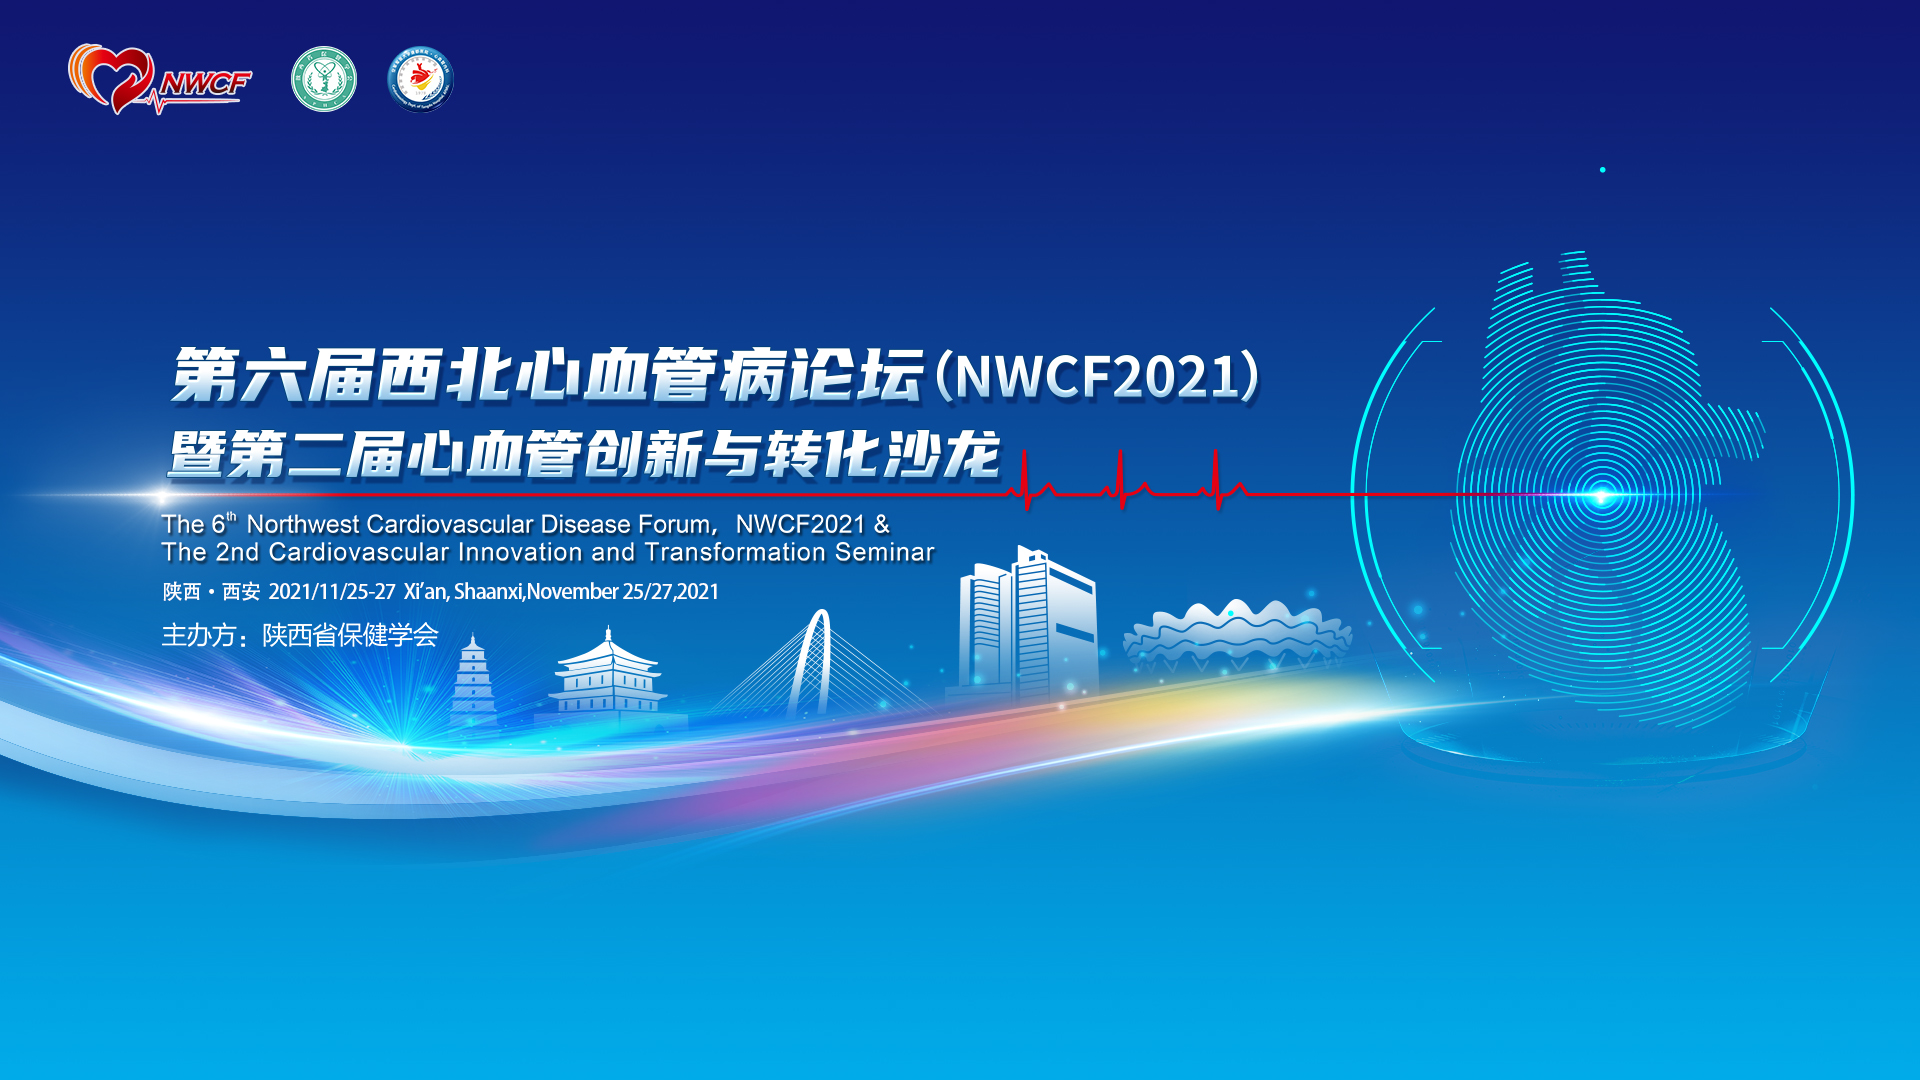 NWCF
第六届西北心血管病论坛（NWCF2021）
暨第二届心血管创新与转化沙龙
The 6th Northwest Cardiovascular Disease Forum，NWCF2021 &
The 2nd Cardiovascular Innovation and Transformation Seminar
陕西·西安 2021/11/25-27 Xi'an, Shaanxi,November 25/27,2021
主办方：陕西省保健学会